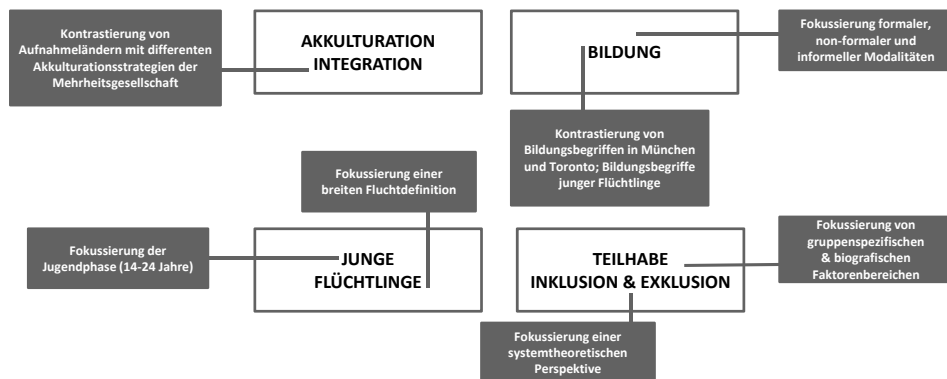 Kontrastierung von
Aufnahmeländern mit differenten
Akkulturationsstrategien der
Mehrheitsgesellschaft
AKKULTURATION
INTEGRATION
BILDUNG
Fokussierung formaler,
non-formaler und
informeller Modalitäten
Kontrastierung von
Bildungsbegriffen in München
und Toronto; Bildungsbegriffe
junger Flüchtlinge
Fokussierung einer
breiten Fluchtdefinition
Fokussierung der
Jugendphase (14-24 Jahre)
JUNGE
FLÜCHTLINGE
TEILHABE
INKLUSION & EXKLUSION
Fokussierung von
gruppenspezifischen
& biografischen
Faktorenbereichen
Fokussierung einer
systemtheoretischen
Perspektive